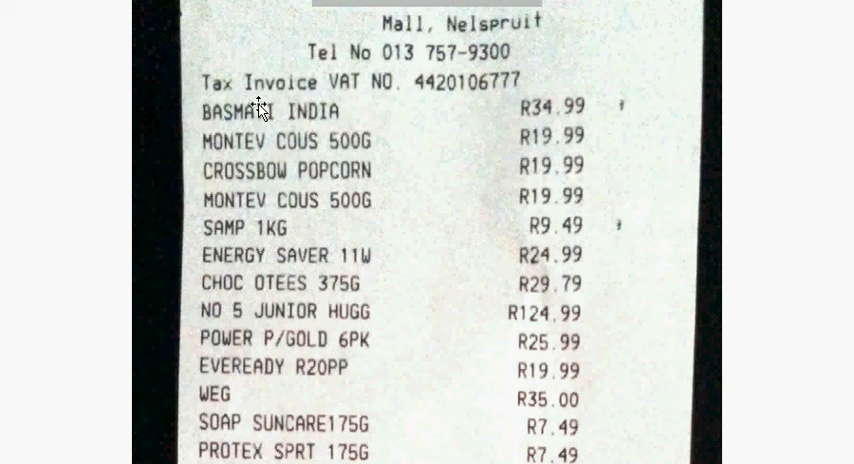 Mall, Nelspruit
Tel No 013 757-9300
Tax Invoice VAT NO. 4420106777
BASMATI INDIA R34.99
MONTEV COUS 500G R19.99
CROSSBOW POPCORN R19.99
MONTEV COUS 500G R19.99
SAMP 1KG R9.49
ENERGY SAVER 11W R24.99
CHOC OTEES 375G R29.79
NO 5 JUNIOR HUGG R124.99
POWER P/GOLD 6PK R25.99
EVEREADY R20PP R19.99
WEG R35.00
SOAP SUNCARE175G R7.49
PROTEX SPRT 175G R7.49